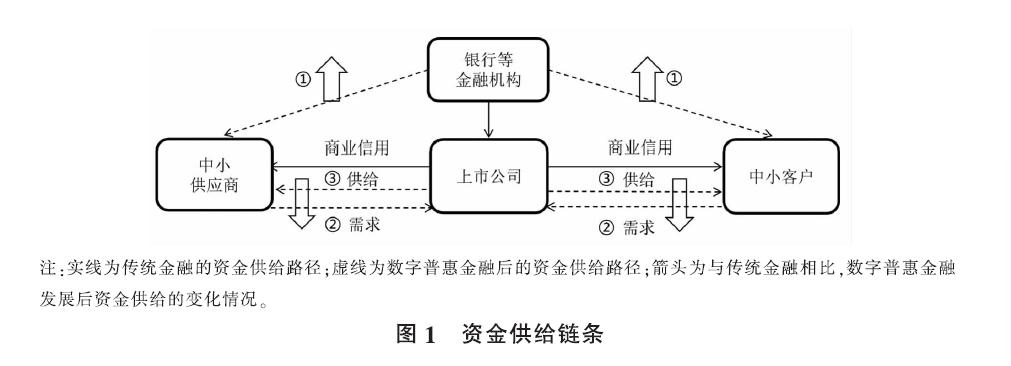 银行等
金融机构
① ①
商业信用 商业信用
中小
供应商
上市公司
中小客户
③ 供给 ③ 供给
② 需求 ② 需求
注:实线为传统金融的资金供给路径;虚线为数字普惠金融后的资金供给路径;箭头为与传统金融相比,数字普惠金融
发展后资金供给的变化情况。
图 1 资金供给链条